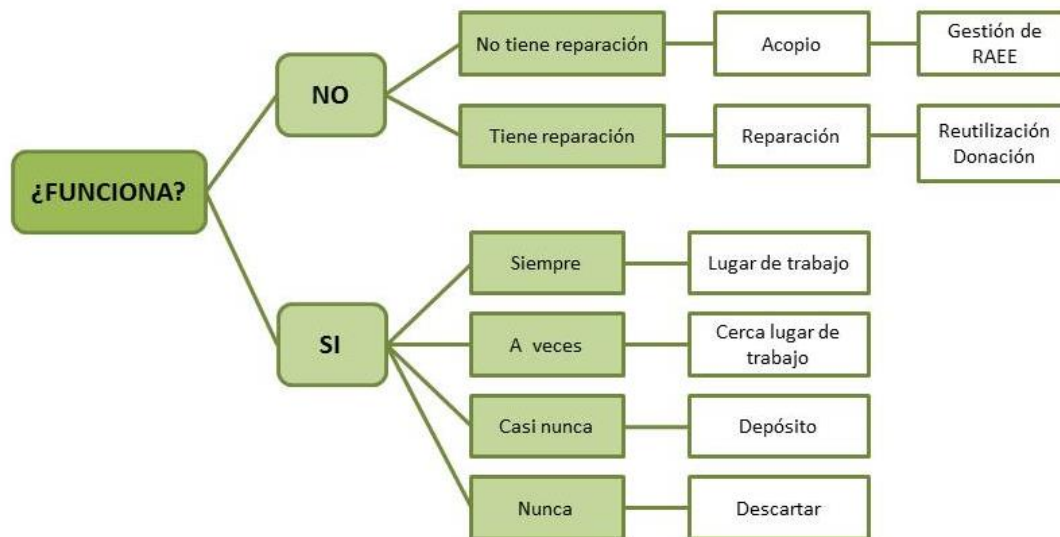 ¿FUNCIONA?
NO
No tiene reparación
Acopio
Gestión de
RAEE
Tiene reparación
Reparación
Reutilización
Donación
SI
Siempre
Lugar de trabajo
A veces
Cerca lugar de
trabajo
Casi nunca
Depósito
Nunca
Descartar